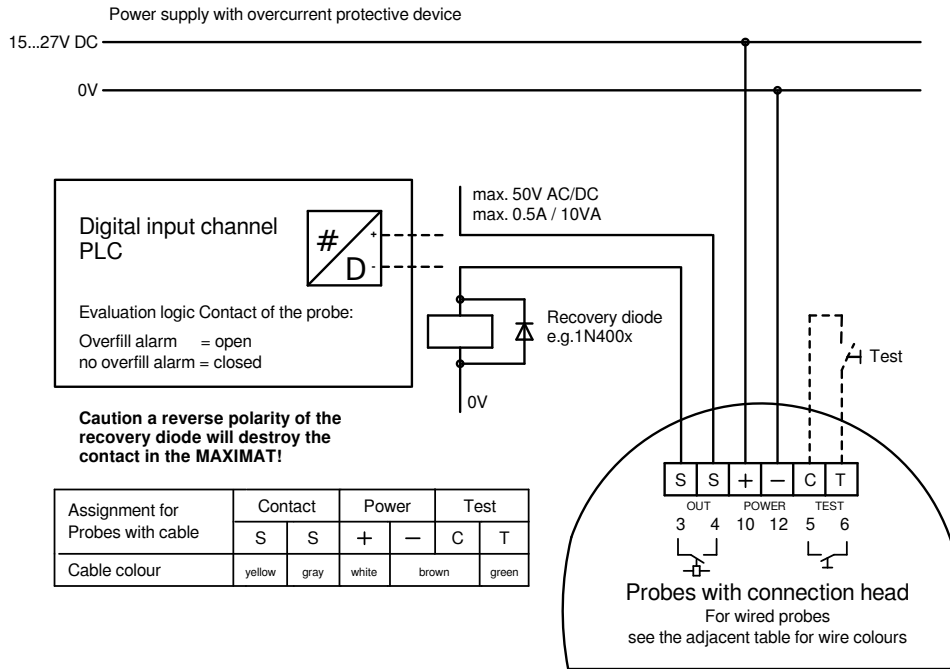 Power supply with overcurrent protective device
15...27V DC
0V
max. 50V AC/DC
max. 0.5A / 10VA
Digital input channel
PLC
#
D
+
-
Evaluation logic Contact of the probe:
Overfill alarm = open
no overfill alarm = closed
Recovery diode
e.g.1N400x
0V
Test
Caution a reverse polarity of the
recovery diode will destroy the
contact in the MAXIMAT!
S S + — C T
OUT POWER TEST
3 4 10 12 5 6
Assignment for
Probes with cable
Contact Power Test
S S + — C T
Cable colour yellow gray white brown green
Probes with connection head
For wired probes
see the adjacent table for wire colours